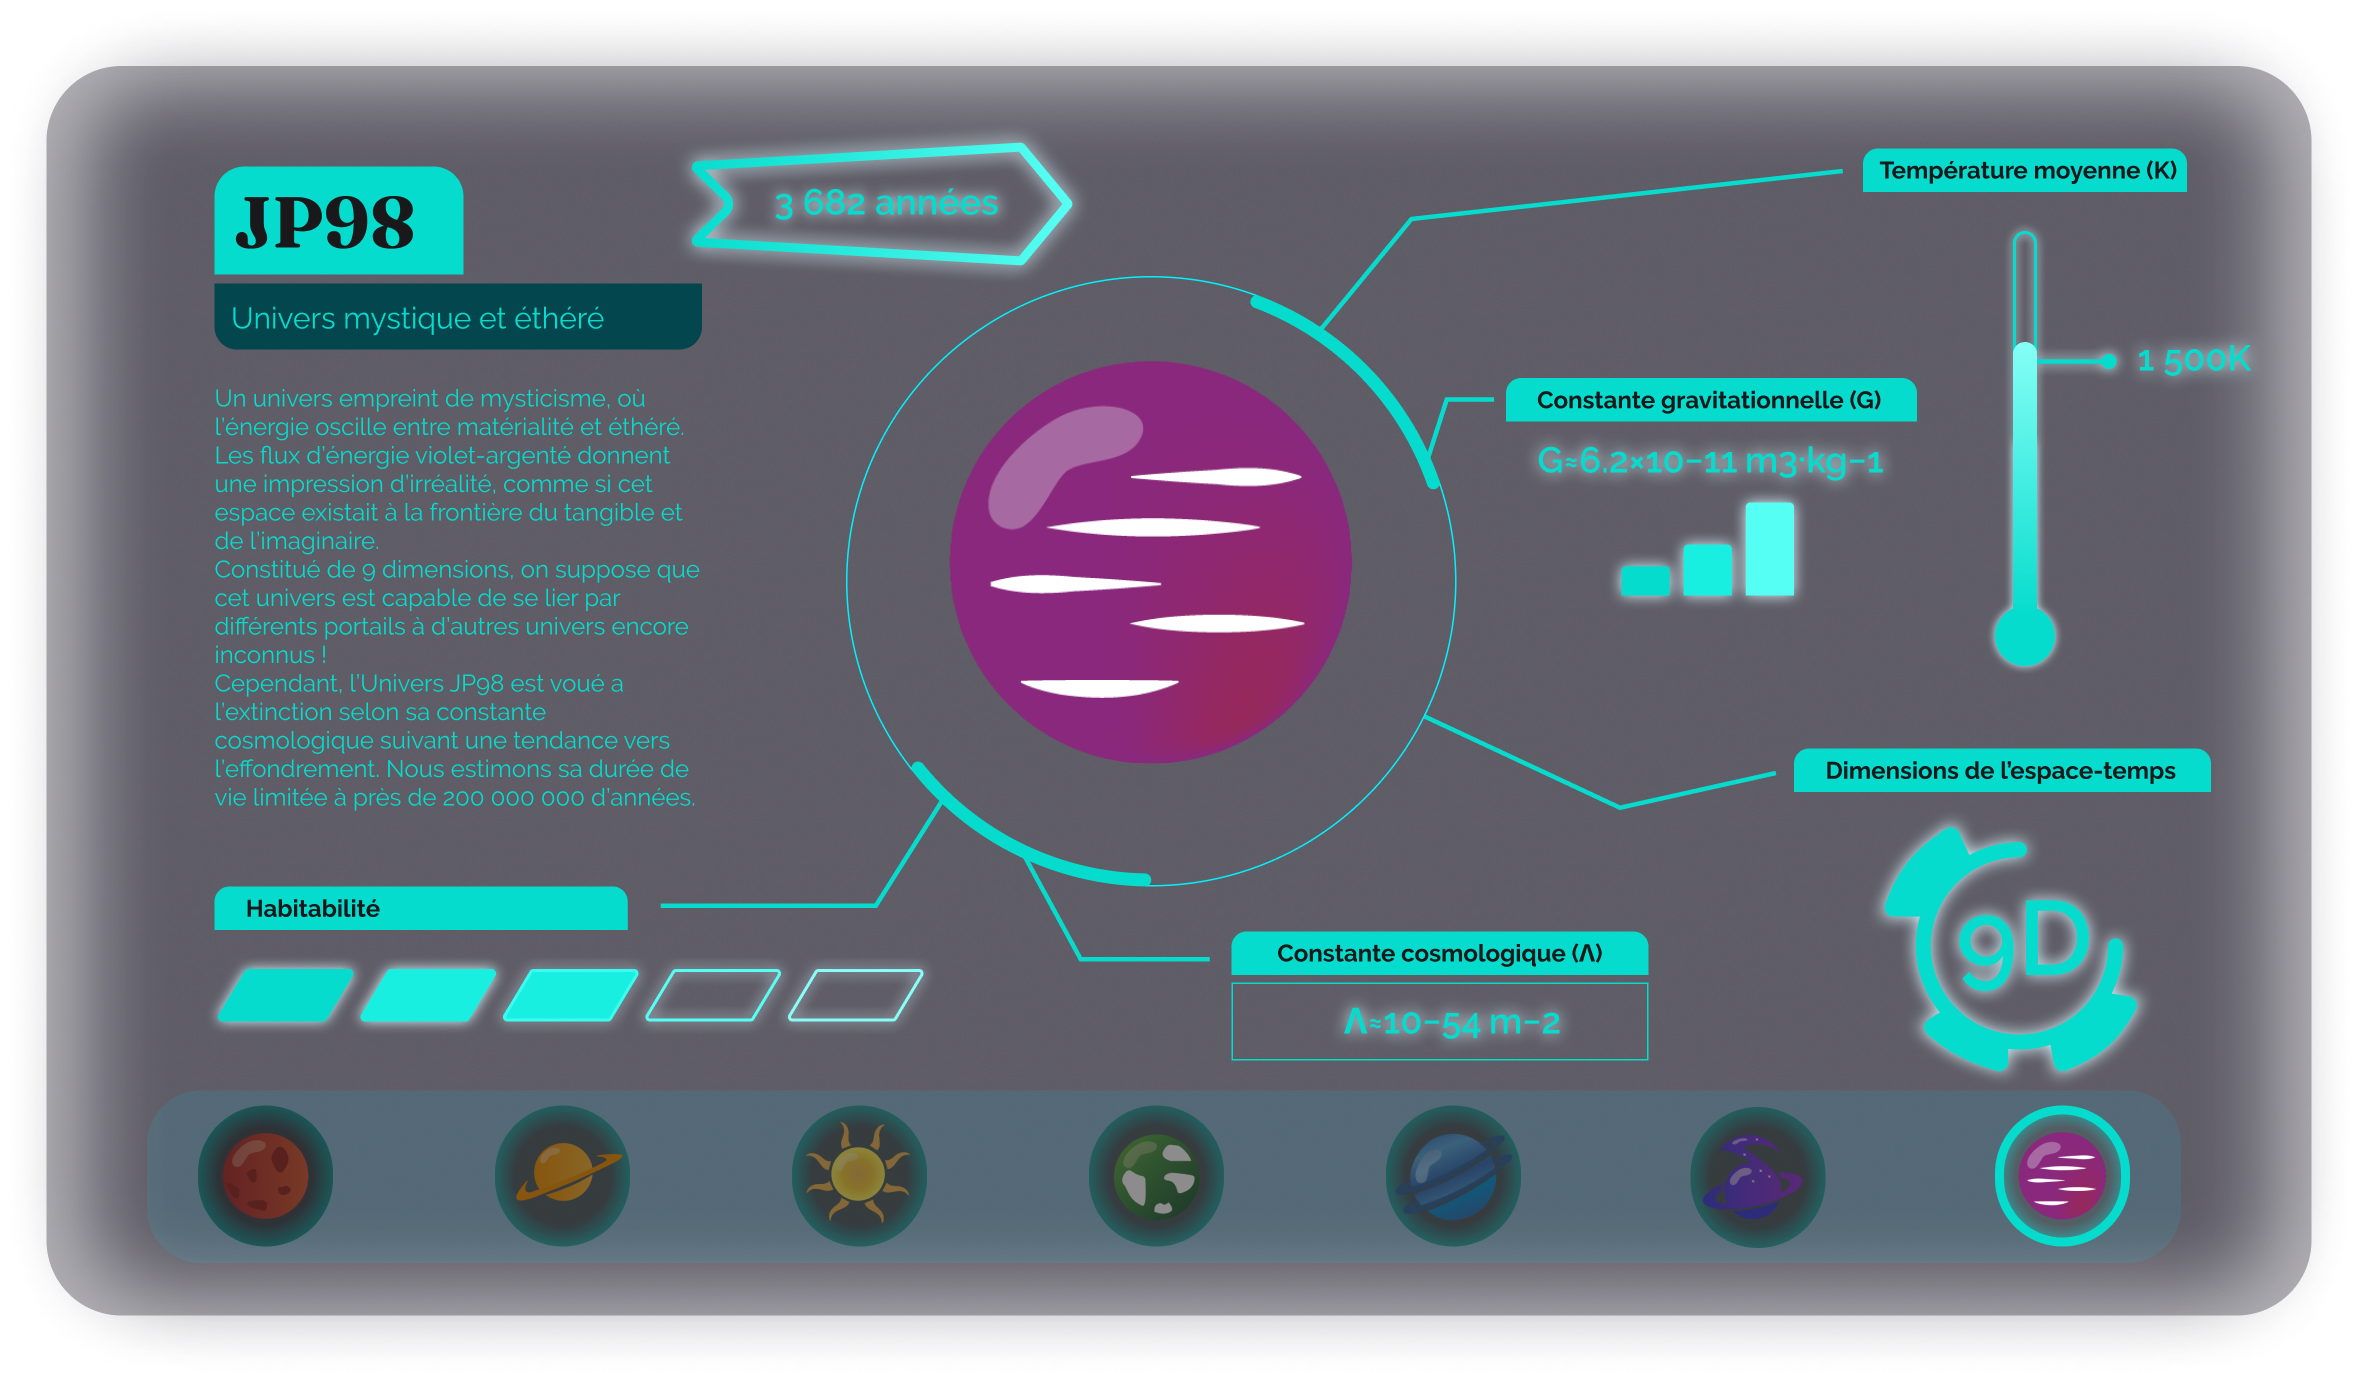 JP98
Univers mystique et éthéré
3 682 années
Un univers empreint de mysticisme, où
l'énergie oscille entre matérialité et éthéré.
Les flux d'énergie violet-argenté donnent
une impression d'irréalité, comme si cet
espace existait à la frontière du tangible et
de l'imaginaire.
Constitué de 9 dimensions, on suppose que
cet univers est capable de se lier par
différents portails à d'autres univers encore
inconnus !
Cependant, l'Univers JP98 est voué a
l'extinction selon sa constante
cosmologique suivant une tendance vers
l'effondrement. Nous estimons sa durée de
vie limitée à près de 200 000 000 d'années.
Température moyenne (K)
1 500K
Constante gravitationnelle (G)
G≈6.2×10−11 m3·kg−1
Dimensions de l'espace-temps
9D
Habitabilité
Constante cosmologique (Λ)
Λ≈10−54 m−2